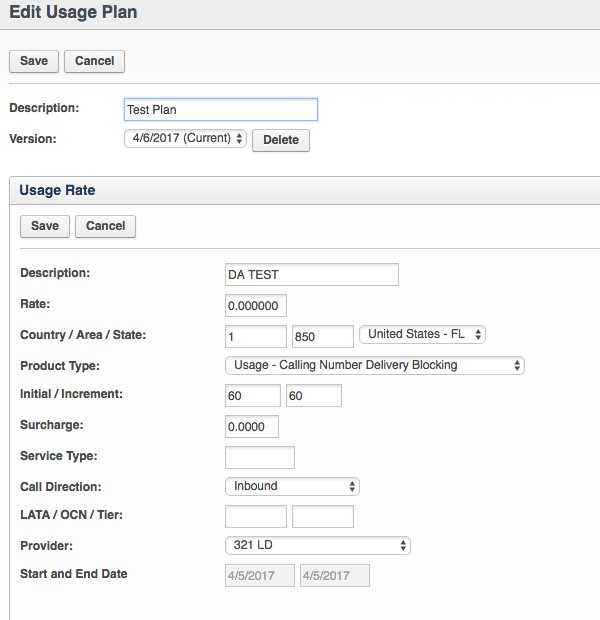 Edit Usage Plan
Save Cancel
Description: Test Plan
Version: 4/6/2017 (Current) Delete
Usage Rate
Save Cancel
Description: DA TEST
Rate: 0.000000
Country / Area / State: 1 850 United States - FL
Product Type: Usage - Calling Number Delivery Blocking
Initial / Increment: 60 60
Surcharge: 0.0000
Service Type:
Call Direction: Inbound
LATA / OCN / Tier:
Provider: 321 LD
Start and End Date 4/5/2017 4/5/2017